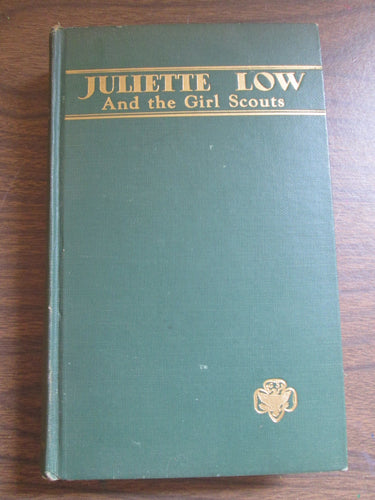 JULIETTE LOW
And the Girl Scouts